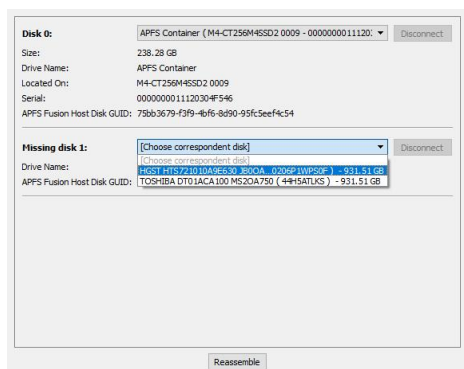 Disk 0: APFS Container ( M4-CT256M4SSD2 0009 - 00000000111203 Disconnect
Size: 238.28 GB
Drive Name: APFS Container
Located On: M4-CT256M4SSD2 0009
Serial: 0000000011120304F546
APFS Fusion Host Disk GUID: 75bb3679-f3f9-4bf6-8d90-95fc5eef4c54
Missing disk 1: [Choose correspondent disk] Disconnect
[Choose correspondent disk]
Drive Name: HGST HTS721010A9E630 JB0OA...0206P1WPS0F ) - 931.51 GB
APFS Fusion Host Disk GUID: TOSHIBA DT01ACA100 MS2OA750 ( 44H5ATLKS ) - 931.51 GB
Reassemble